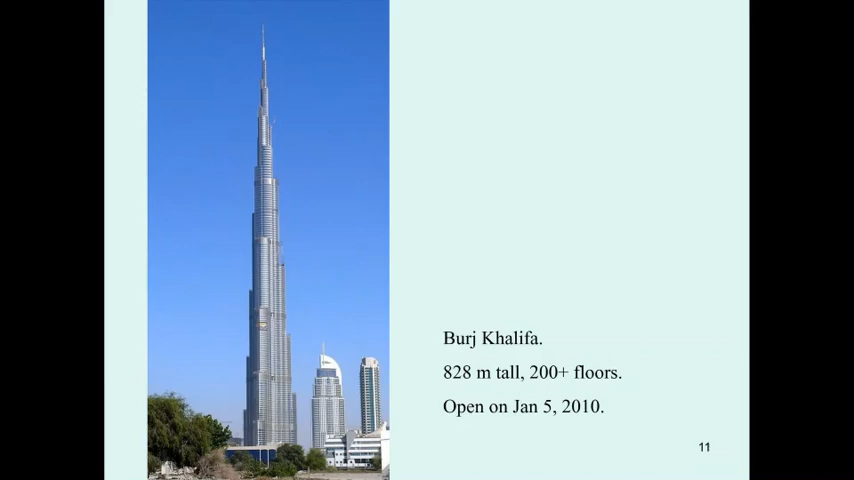 Burj Khalifa.
828 m tall, 200+ floors.
Open on Jan 5, 2010.
11